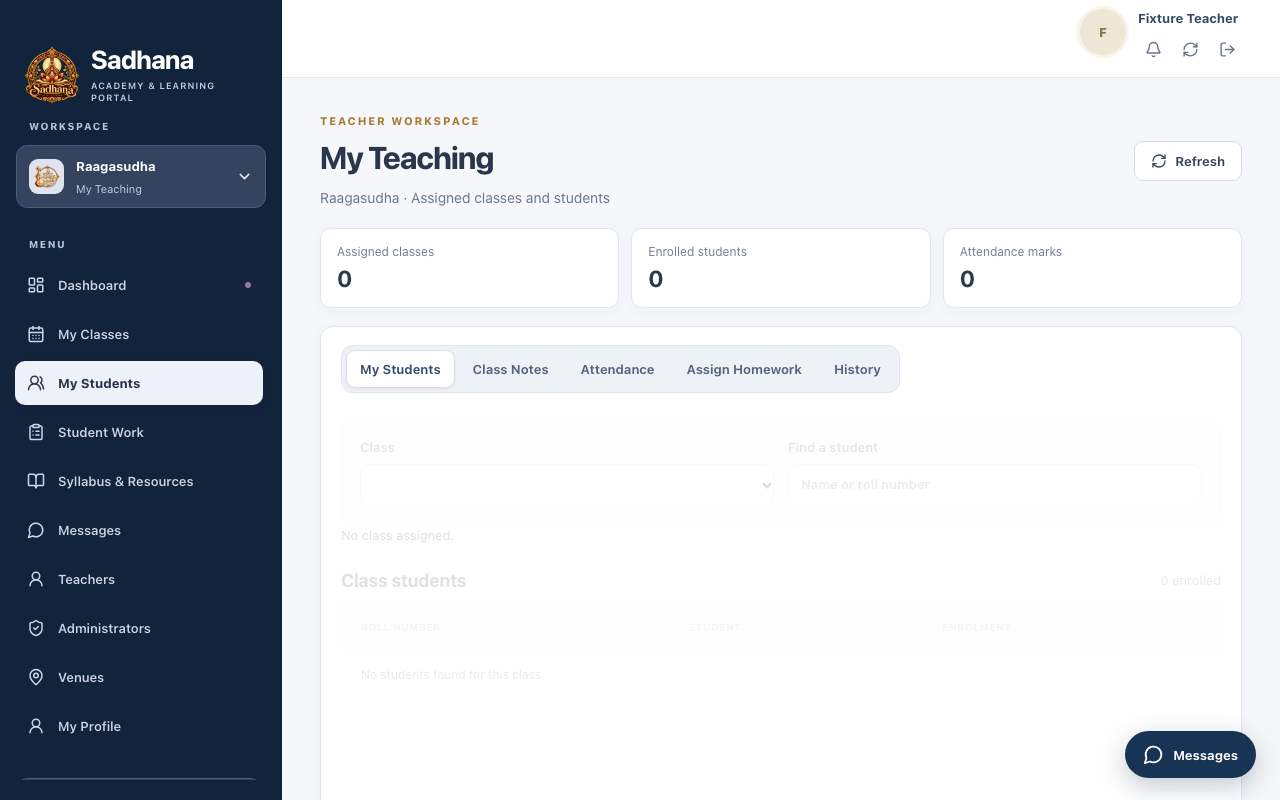 Sadhana
ACADEMY & LEARNING
PORTAL
Sadhana
WORKSPACE
Raagasudha
My Teaching
MENU
Dashboard
My Classes
My Students
Student Work
Syllabus & Resources
Messages
Teachers
Administrators
Venues
My Profile
F
Fixture Teacher
TEACHER WORKSPACE
My Teaching
Refresh
Raagasudha · Assigned classes and students
Assigned classes
0
Enrolled students
0
Attendance marks
0
My Students
Class Notes
Attendance
Assign Homework
History
Class
Find a student
Name or roll number
No class assigned.
Class students
0 enrolled
ROLL NUMBER
STUDENT
ENROLMENT
No students found for this class.
Messages